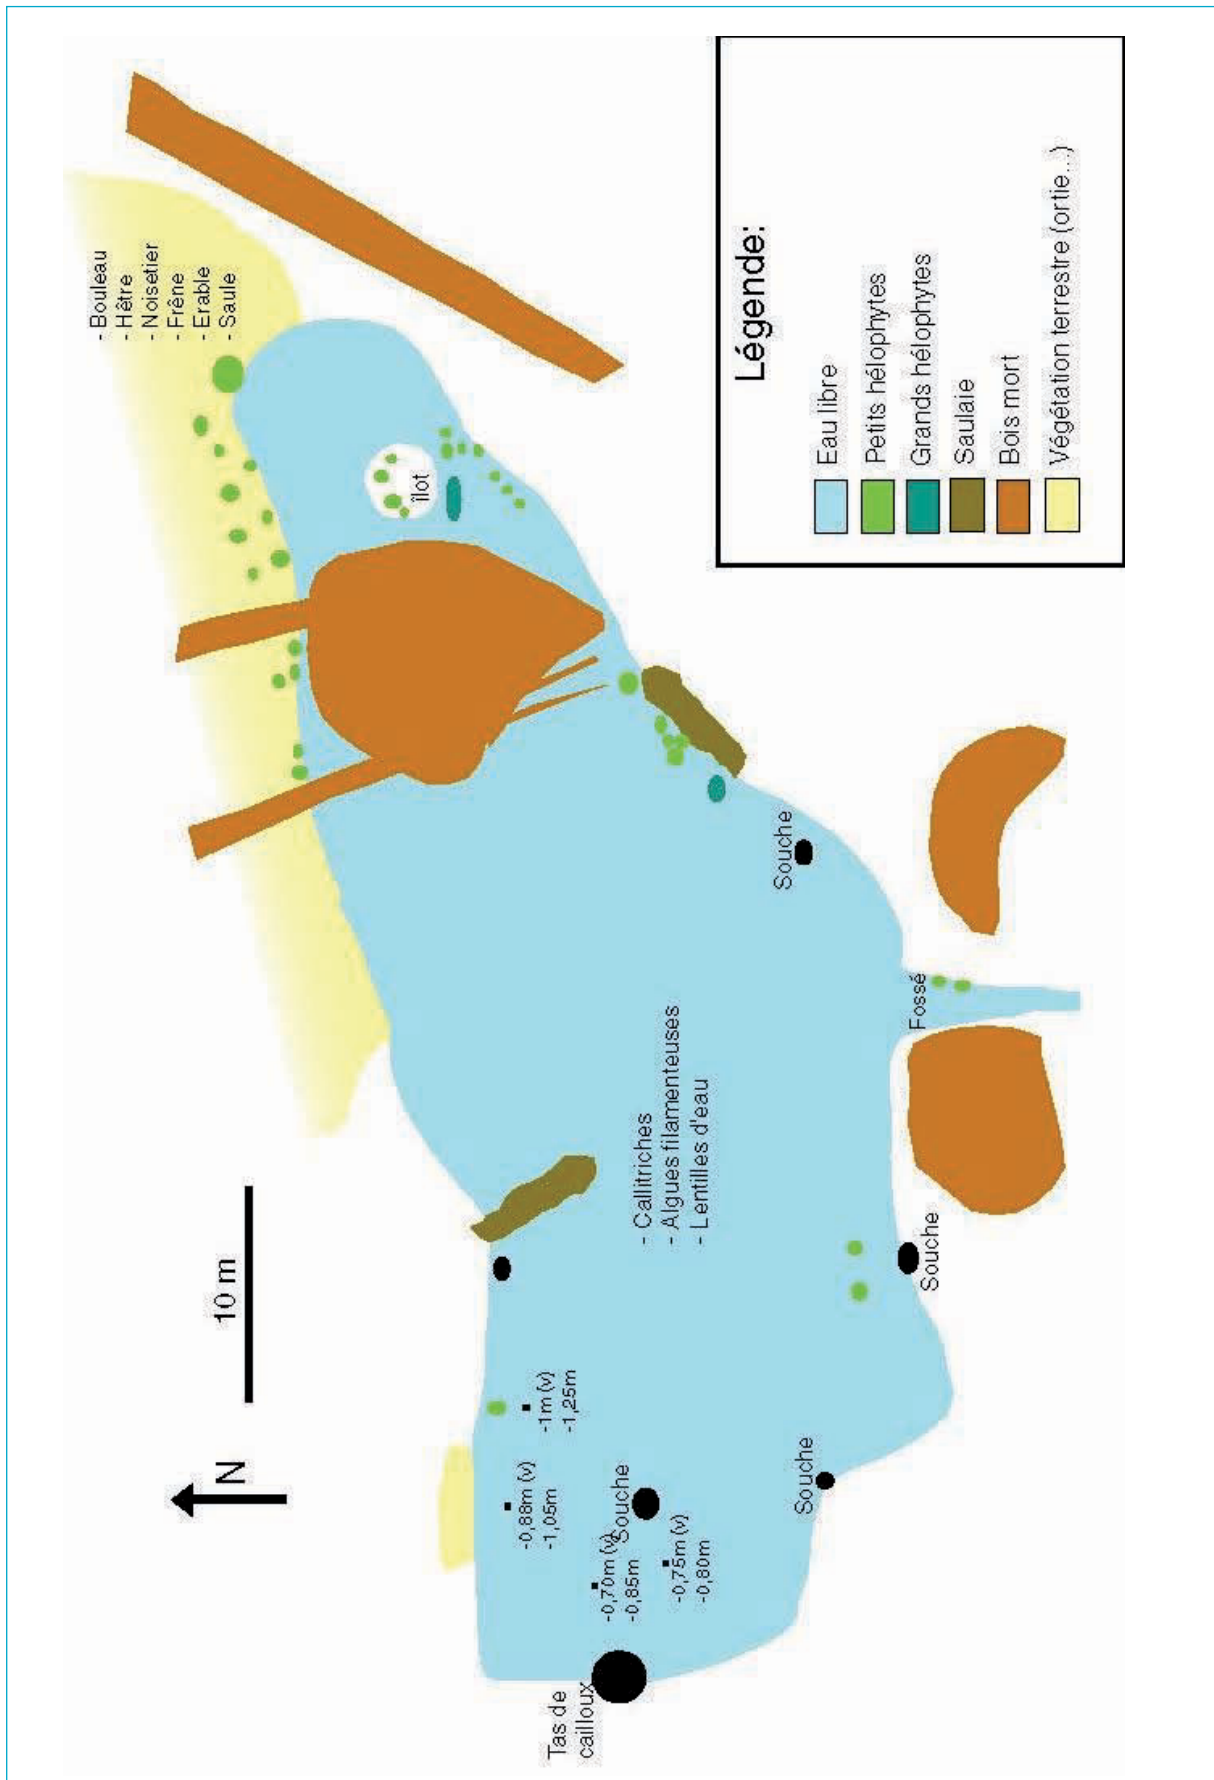 - Bouleau
- Hêtre
- Noisetier
- Frêne
- Erable
- Saule
îlot
Légende:
Eau libre
Petits hélophytes
Grands hélophytes
Saulaie
Bois mort
Végétation terrestre (ortie...)
Souche
Fossé
- Callitriches
- Algues filamenteuses
- Lentilles d'eau
Souche
10 m
N
-1m (v)
-1,25m
-0,88m (v)
-1,05m
Souche
-0,70m (v)
-0,85m
-0,75m (v)
-0,80m
Souche
Tas de
cailloux